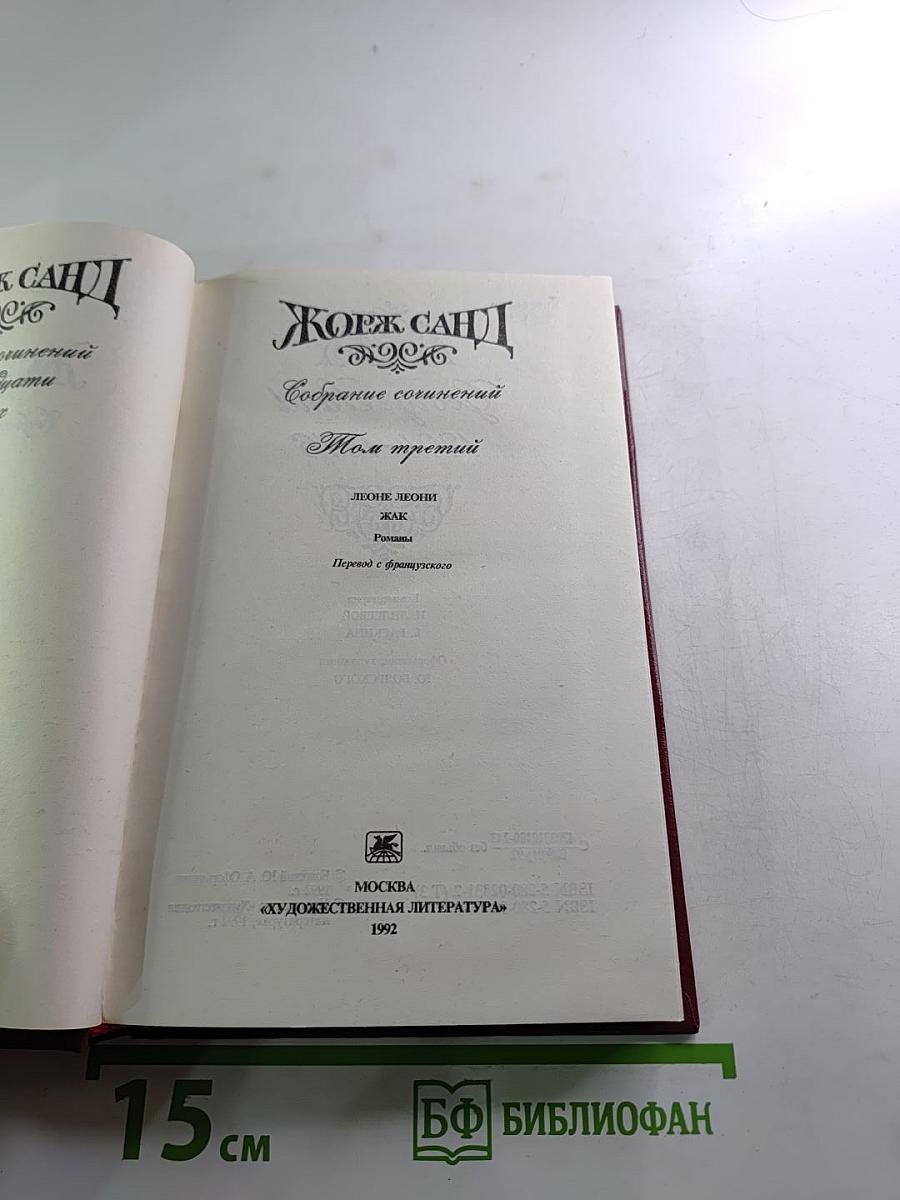 САНД
Жорж Санд
Собрание сочинений
Том третий
ЛЕОНЕ ЛЕОНИ
ЖАК
Романы
Перевод с французского
МОСКВА
«ХУДОЖЕСТВЕННАЯ ЛИТЕРАТУРА»
1992
15 см
БФ БИБЛИОФАН